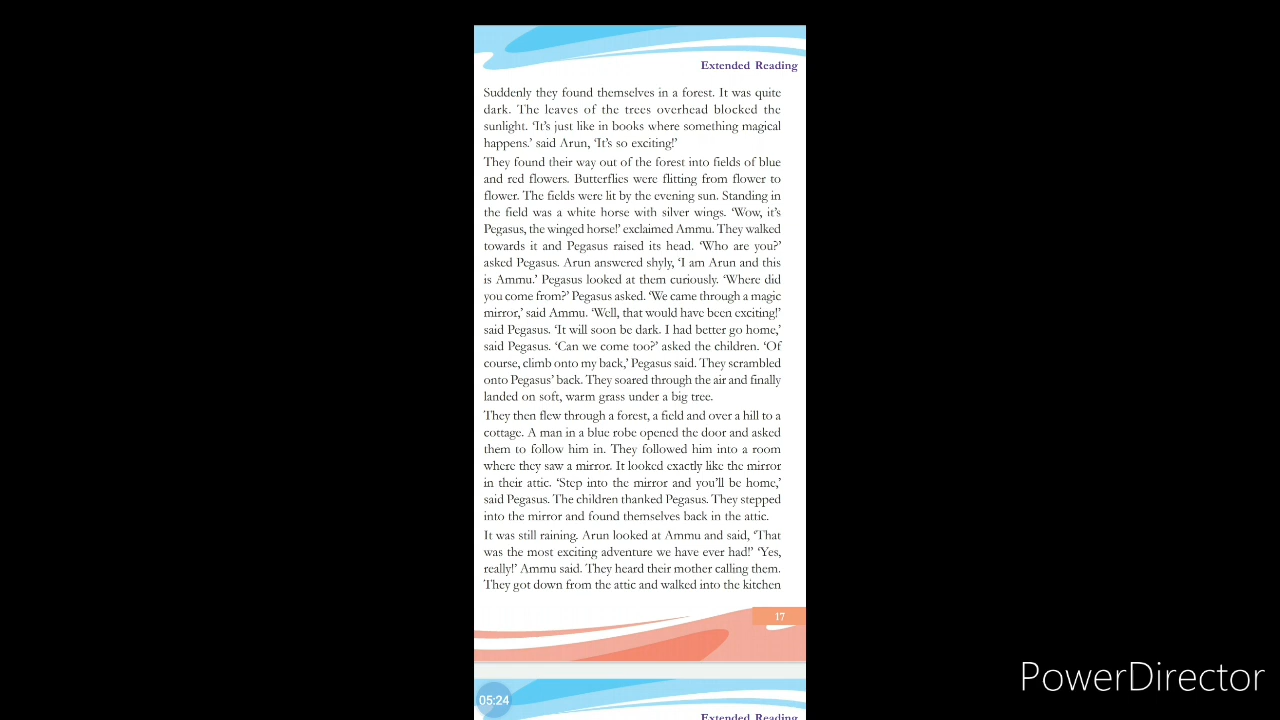 Extended Reading
Suddenly they found themselves in a forest. It was quite
dark. The leaves of the trees overhead blocked the
sunlight. ‘It’s just like in books where something magical
happens.’ said Arun, ‘It’s so exciting!’
They found their way out of the forest into fields of blue
and red flowers. Butterflies were flitting from flower to
flower. The fields were lit by the evening sun. Standing in
the field was a white horse with silver wings. ‘Wow, it’s
Pegasus, the winged horse!’ exclaimed Ammu. They walked
towards it and Pegasus raised its head. ‘Who are you?’
asked Pegasus. Arun answered shyly, ‘I am Arun and this
is Ammu.’ Pegasus looked at them curiously. ‘Where did
you come from?’ Pegasus asked. ‘We came through a magic
mirror,’ said Ammu. ‘Well, that would have been exciting!’
said Pegasus. ‘It will soon be dark. I had better go home,’
said Pegasus. ‘Can we come too?’ asked the children. ‘Of
course, climb onto my back,’ Pegasus said. They scrambled
onto Pegasus’ back. They soared through the air and finally
landed on soft, warm grass under a big tree.
They then flew through a forest, a field and over a hill to a
cottage. A man in a blue robe opened the door and asked
them to follow him in. They followed him into a room
where they saw a mirror. It looked exactly like the mirror
in their attic. ‘Step into the mirror and you’ll be home,’
said Pegasus. The children thanked Pegasus. They stepped
into the mirror and found themselves back in the attic.
It was still raining. Arun looked at Ammu and said, ‘That
was the most exciting adventure we have ever had!’ ‘Yes,
really!’ Ammu said. They heard their mother calling them.
They got down from the attic and walked into the kitchen
17
05:24
Extended Reading
PowerDirector